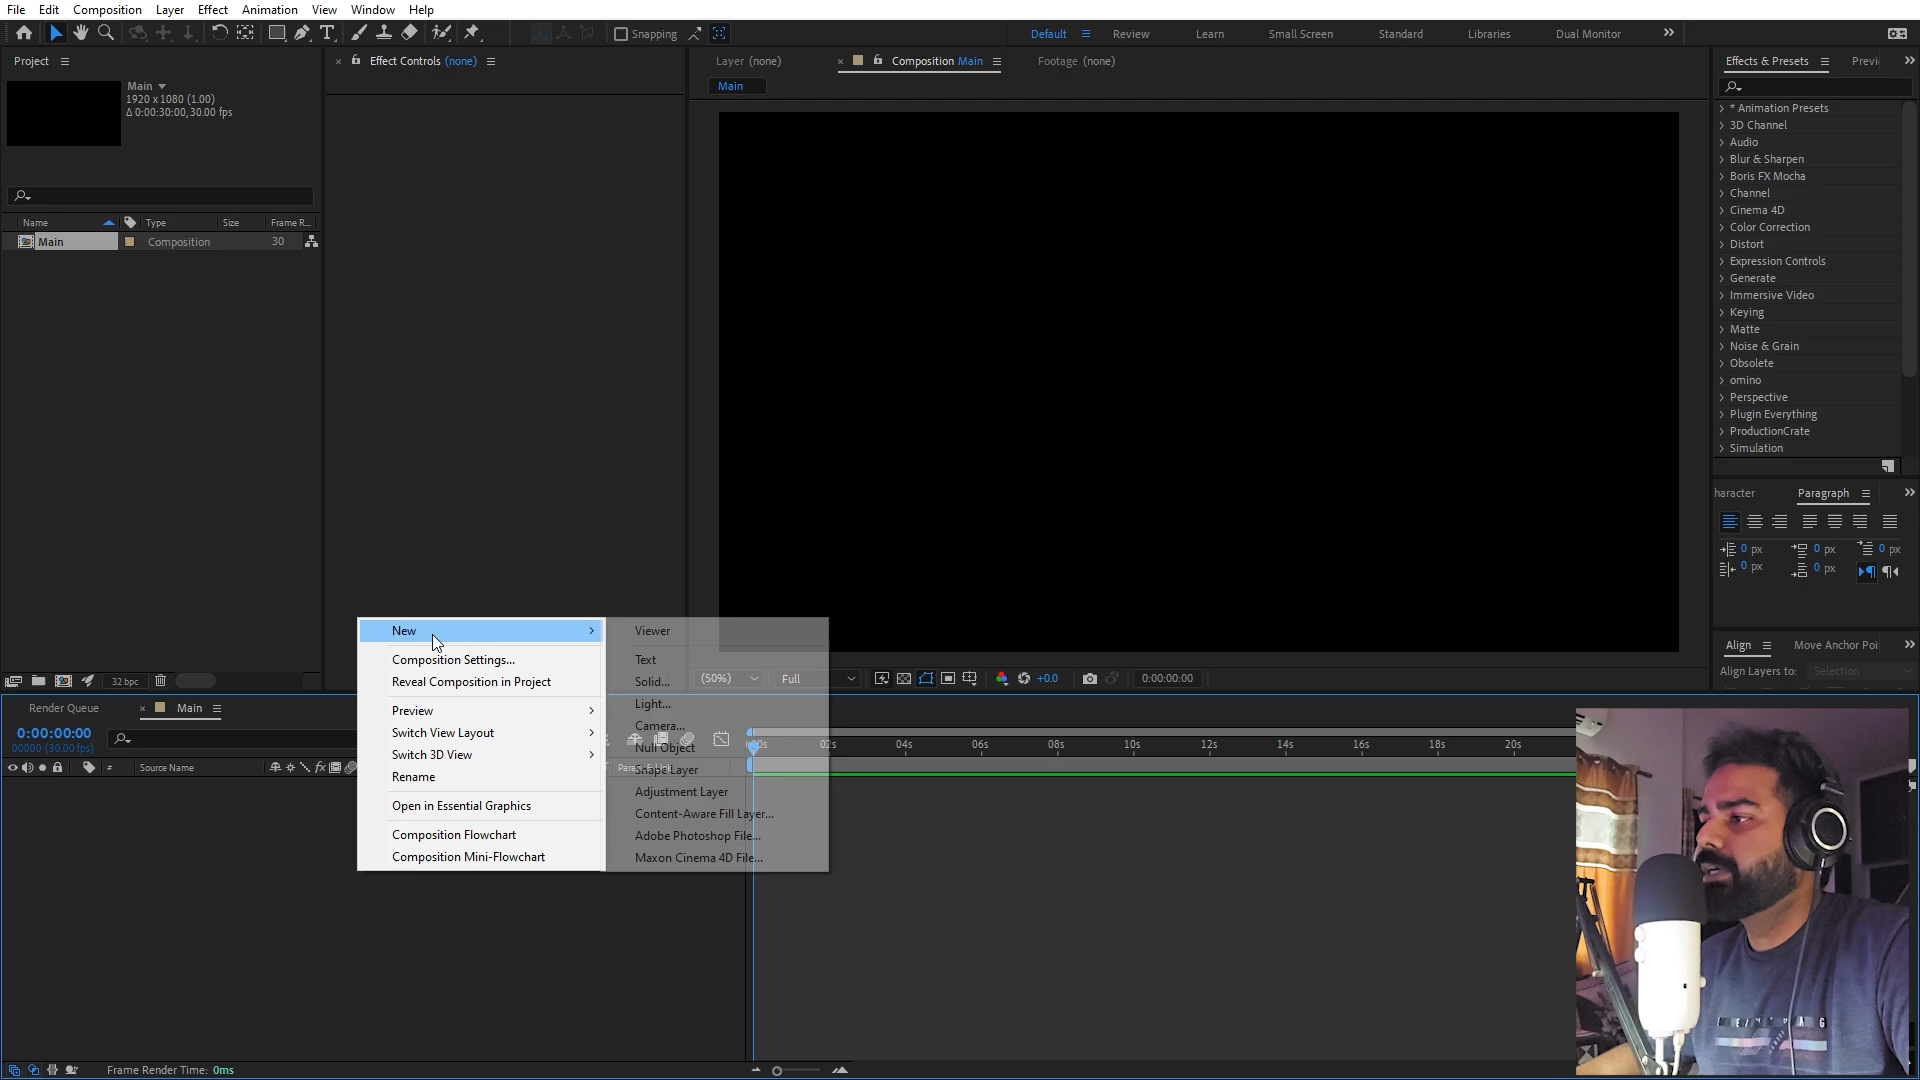 File Edit Composition Layer Effect Animation View Window Help
Snapping
Default Review Learn Small Screen Standard Libraries Dual Monitor
Project
Main
1920 x 1080 (1.00)
Δ 0:00:30:00, 30.00 fps
Name Type Size Frame R...
Main Composition 30
32 bpc
Effect Controls (none)
Layer (none) Composition Main Footage (none)
Main
(50%) Full +0.0 0:00:00:00
Effects & Presets Previ
* Animation Presets
3D Channel
Audio
Blur & Sharpen
Boris FX Mocha
Channel
Cinema 4D
Color Correction
Distort
Expression Controls
Generate
Immersive Video
Keying
Matte
Noise & Grain
Obsolete
omino
Perspective
Plugin Everything
ProductionCrate
Simulation
haracter Paragraph
0 px 0 px 0 px
0 px 0 px
Align Move Anchor Poi
Align Layers to: Selection
New
Composition Settings...
Reveal Composition in Project
Preview
Switch View Layout
Switch 3D View
Rename
Open in Essential Graphics
Composition Flowchart
Composition Mini-Flowchart
Viewer
Text
Solid...
Light...
Camera...
Null Object
Shape Layer
Adjustment Layer
Content-Aware Fill Layer...
Adobe Photoshop File...
Maxon Cinema 4D File...
Render Queue Main
0:00:00:00
00000 (30.00 fps)
# Source Name fx
02s 04s 06s 08s 10s 12s 14s 16s 18s 20s
Frame Render Time: 0ms